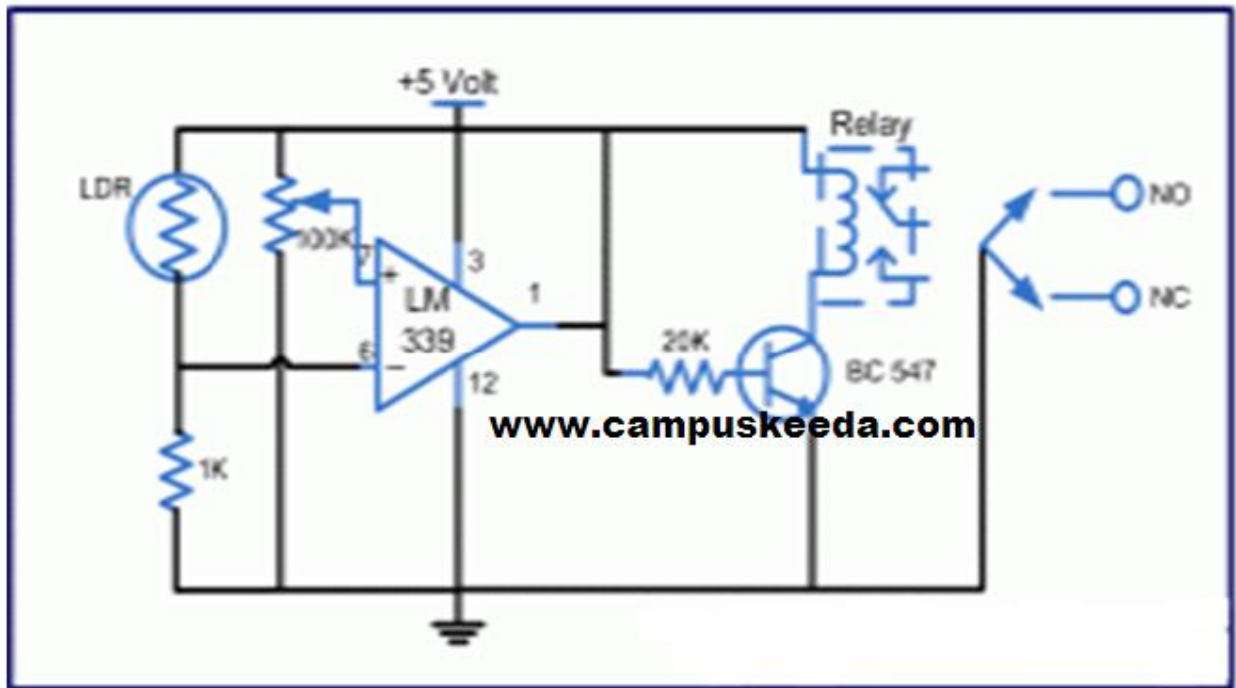 +5 Volt
Relay
LDR
NO
100K
7
+
3
LM
339
1
6
-
12
20K
BC 547
NC
www.campuskeeda.com
1K